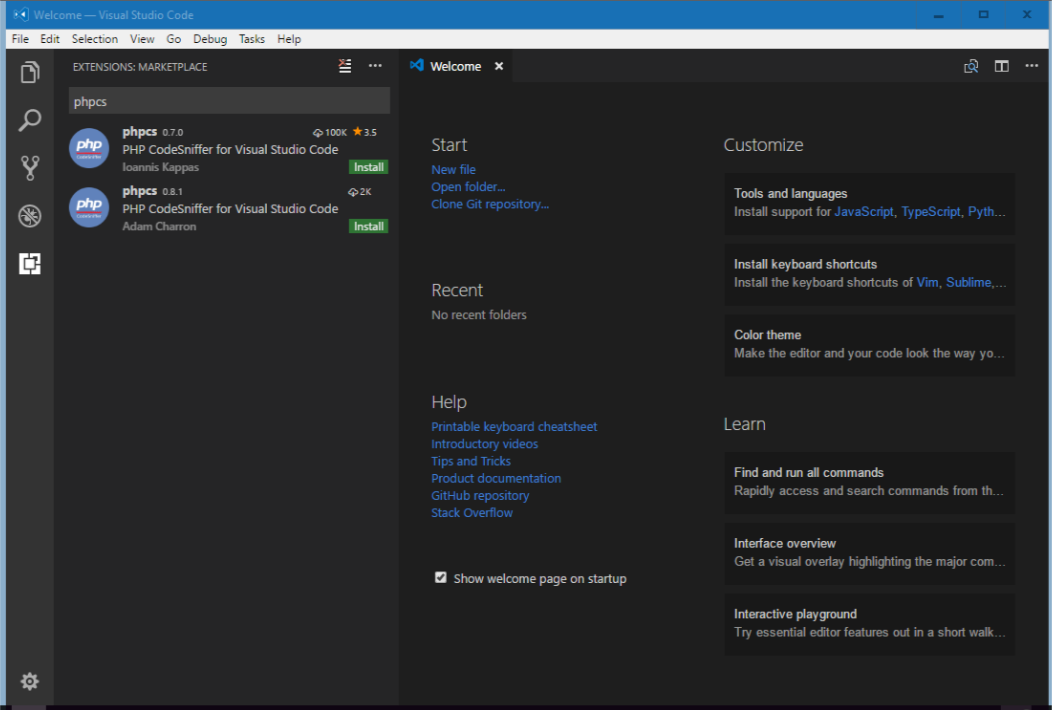 Welcome — Visual Studio Code
File Edit Selection View Go Debug Tasks Help
EXTENSIONS: MARKETPLACE
phpcs
php
CodeSniffer
phpcs 0.7.0 100K 3.5
PHP CodeSniffer for Visual Studio Code
Ioannis Kappas Install
php
CodeSniffer
phpcs 0.8.1 2K
PHP CodeSniffer for Visual Studio Code
Adam Charron Install
Welcome
Start
New file
Open folder...
Clone Git repository...
Recent
No recent folders
Help
Printable keyboard cheatsheet
Introductory videos
Tips and Tricks
Product documentation
GitHub repository
Stack Overflow
Show welcome page on startup
Customize
Tools and languages
Install support for JavaScript, TypeScript, Pyth...
Install keyboard shortcuts
Install the keyboard shortcuts of Vim, Sublime,...
Color theme
Make the editor and your code look the way yo...
Learn
Find and run all commands
Rapidly access and search commands from th...
Interface overview
Get a visual overlay highlighting the major com...
Interactive playground
Try essential editor features out in a short walk...